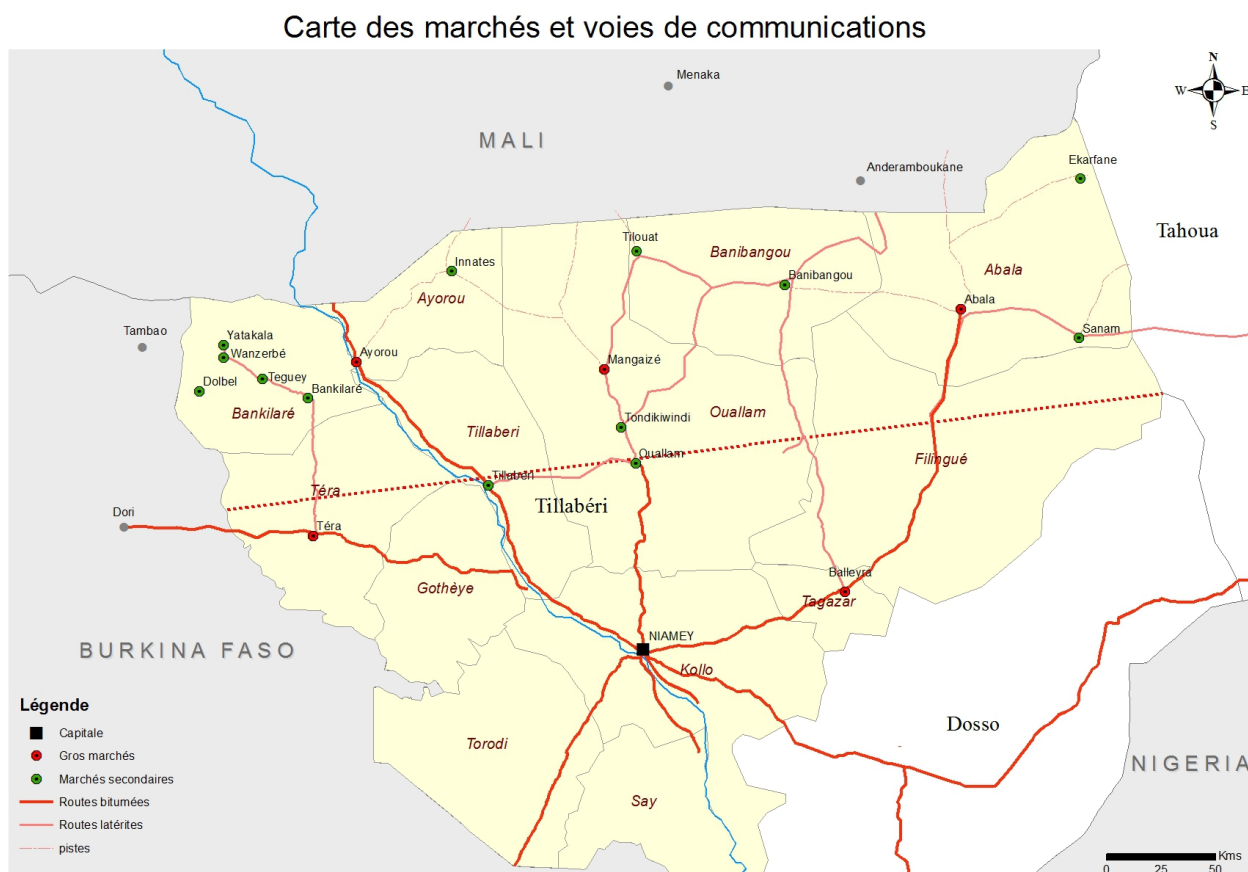 Carte des marchés et voies de communications
Menaka
N
W
E
S
MALI
Ekarfane
Anderamboukane
Tahoua
Tilouat
Banibangou
Innates
Banibangou
Abala
Ayorou
Abala
Tambao
Yatakala
Sanam
Wanzerbé
Ayorou
Mangaizé
Teguey
Dolbel
Bankilaré
Bankilaré
Tondikiwindi
Ouallam
Tillaberi
Ouallam
Filingué
Tillabéri
Téra
Tillabéri
Dori
Téra
Balleyra
Gothèye
Tagazar
NIAMEY
BURKINA FASO
Kollo
Légende
Capitale
Gros marchés
Marchés secondaires
Routes bitumées
Routes latérites
pistes
Torodi
Dosso
NIGERIA
Say
Kms
0 25 50